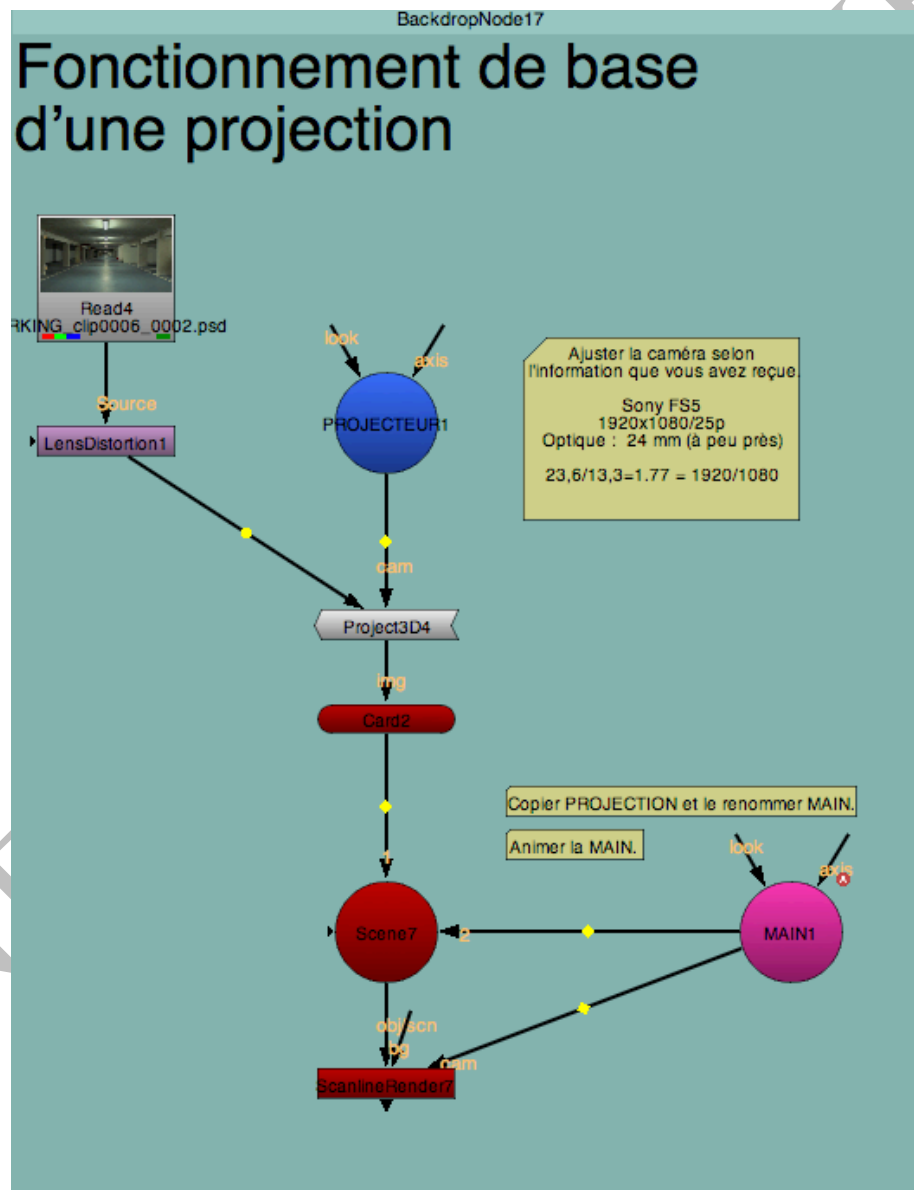 BackdropNode17
Fonctionnement de base
d’une projection
Read4
RKING_clip0006_0002.psd
Source
LensDistortion1
look
axis
PROJECTEUR1
cam
Ajuster la caméra selon
l'information que vous avez reçue.
Sony FS5
1920x1080/25p
Optique : 24 mm (à peu près)
23,6/13,3=1.77 = 1920/1080
Project3D4
img
Card2
Copier PROJECTION et le renommer MAIN.
Animer la MAIN.
1
look
axis
A
Scene7
2
MAIN1
obj/scn
bg
cam
ScanlineRender7